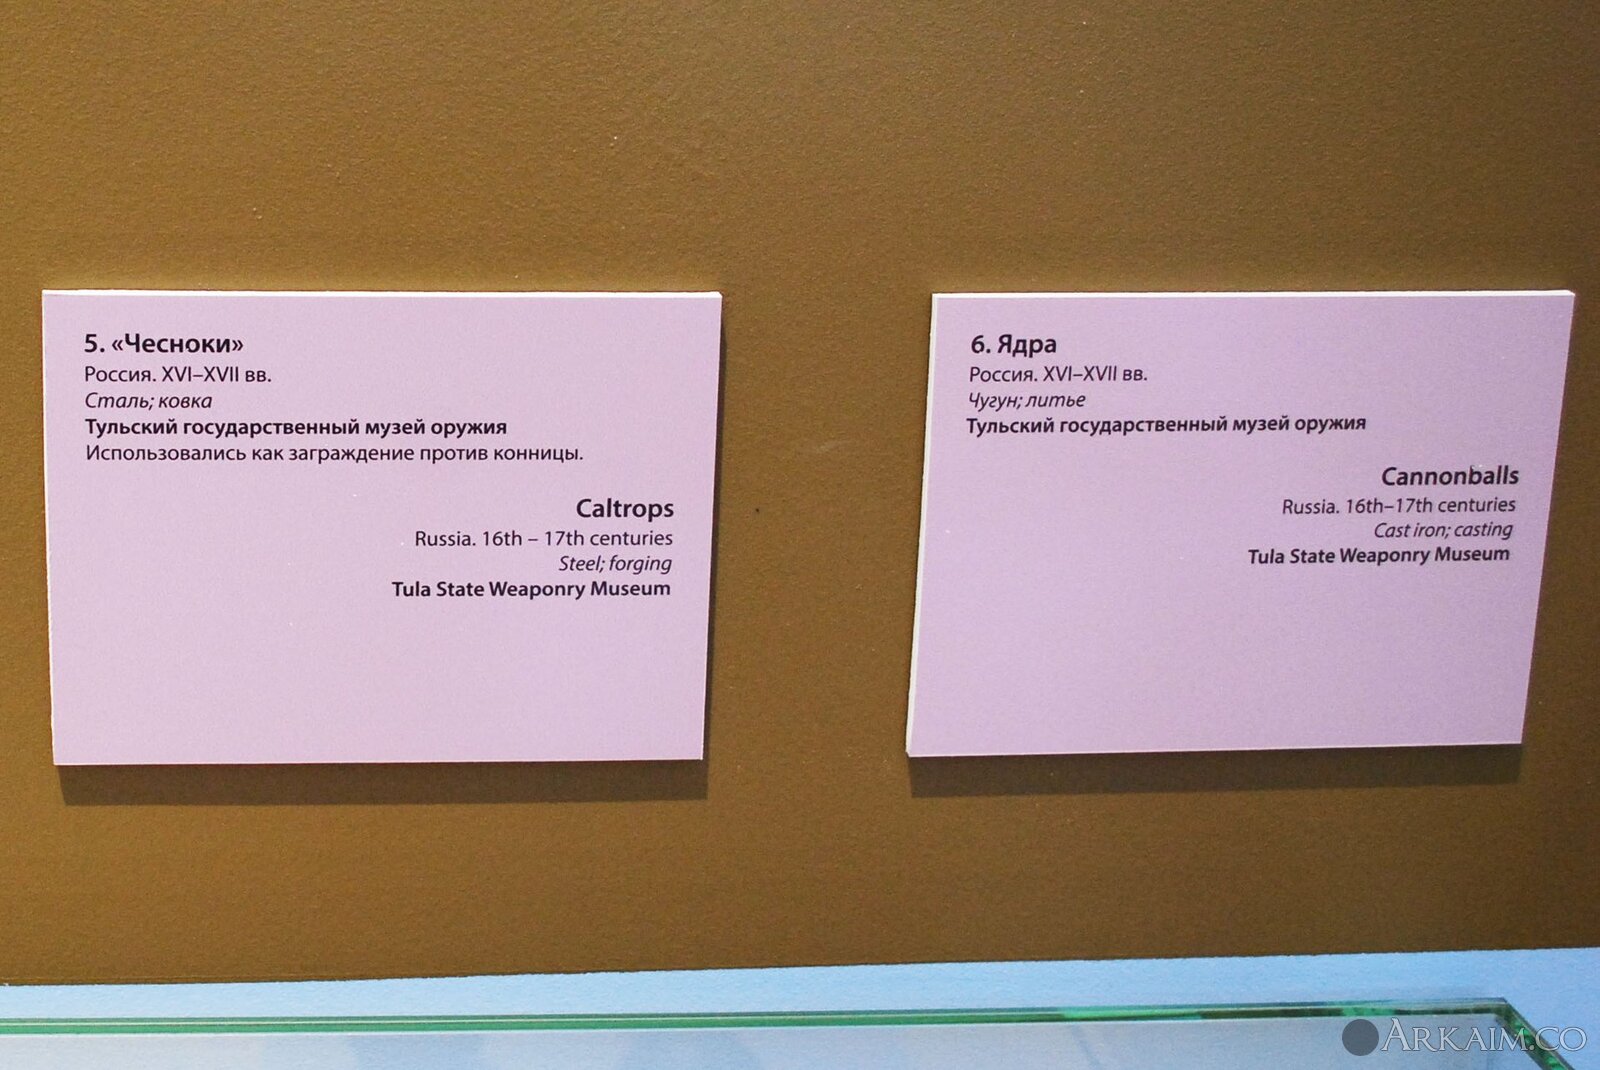 5. «Чесноки»
Россия. XVI–XVII вв.
Сталь; ковка
Тульский государственный музей оружия
Использовались как заграждение против конницы.
Caltrops
Russia. 16th – 17th centuries
Steel; forging
Tula State Weaponry Museum
6. Ядра
Россия. XVI–XVII вв.
Чугун; литье
Тульский государственный музей оружия
Cannonballs
Russia. 16th–17th centuries
Cast iron; casting
Tula State Weaponry Museum
ARKAIM.CO